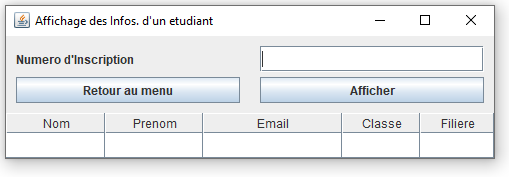 Affichage des Infos. d'un etudiant
Numero d'Inscription
Retour au menu Afficher
Nom Prenom Email Classe Filiere